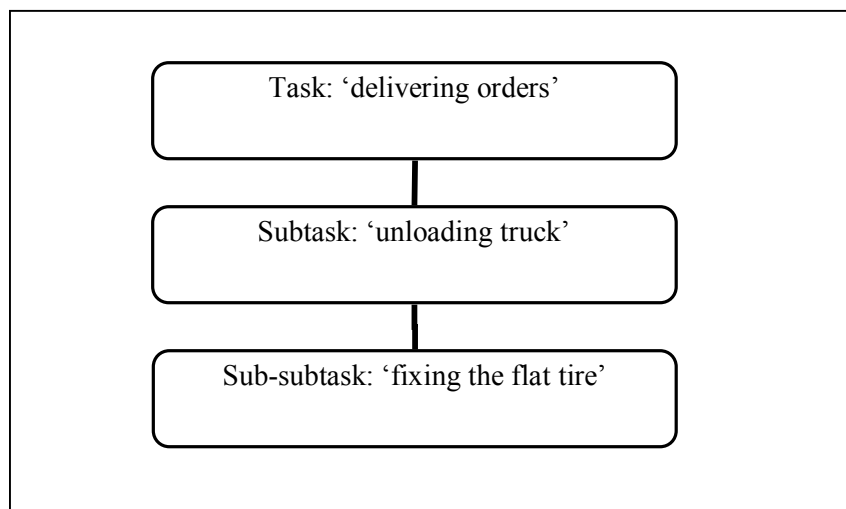 Task: ‘delivering orders’
Subtask: ‘unloading truck’
Sub-subtask: ‘fixing the flat tire’